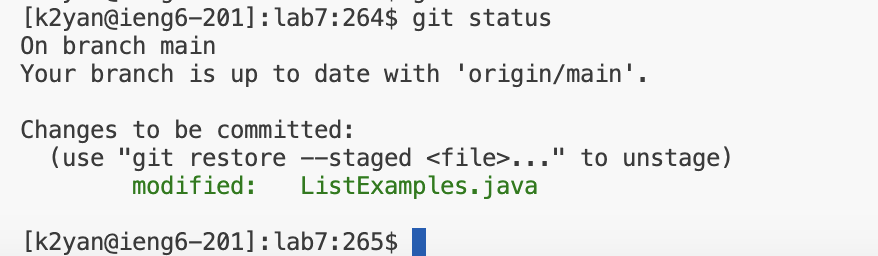 [k2yan@ieng6-201]:lab7:264$ git status
On branch main
Your branch is up to date with 'origin/main'.
Changes to be committed:
(use "git restore --staged <file>..." to unstage)
modified: ListExamples.java
[k2yan@ieng6-201]:lab7:265$